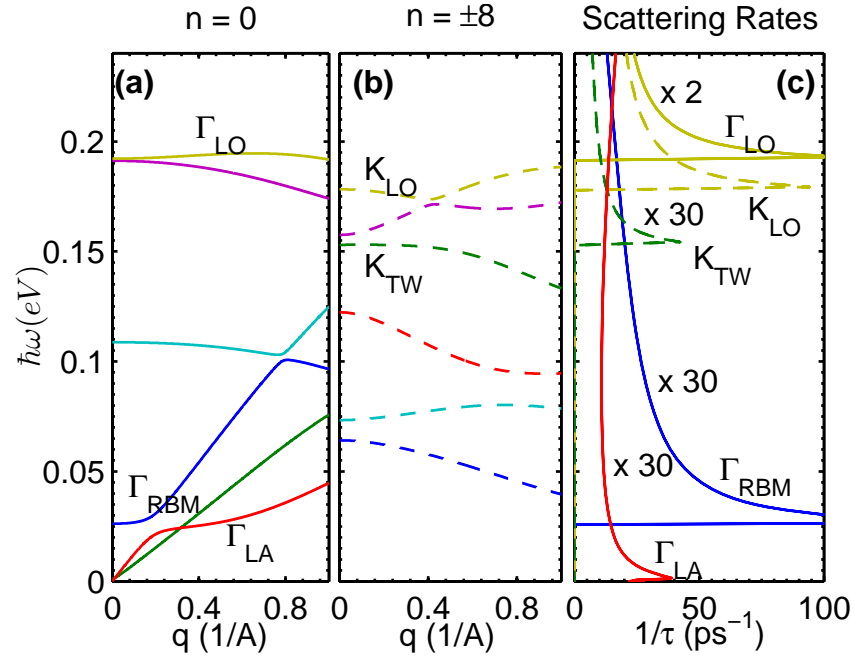 n = 0
n = ±8
Scattering Rates
(a)
(b)
(c)
ħω(eV)
0.2
0.15
0.1
0.05
0
Γ_LO
Γ_RBM
Γ_LA
K_LO
K_TW
x 2
Γ_LO
K_LO
x 30
K_TW
x 30
x 30
Γ_RBM
Γ_LA
0 0.4 0.8
0 0.4 0.8
0 50 100
q (1/A)
q (1/A)
1/τ (ps⁻¹)